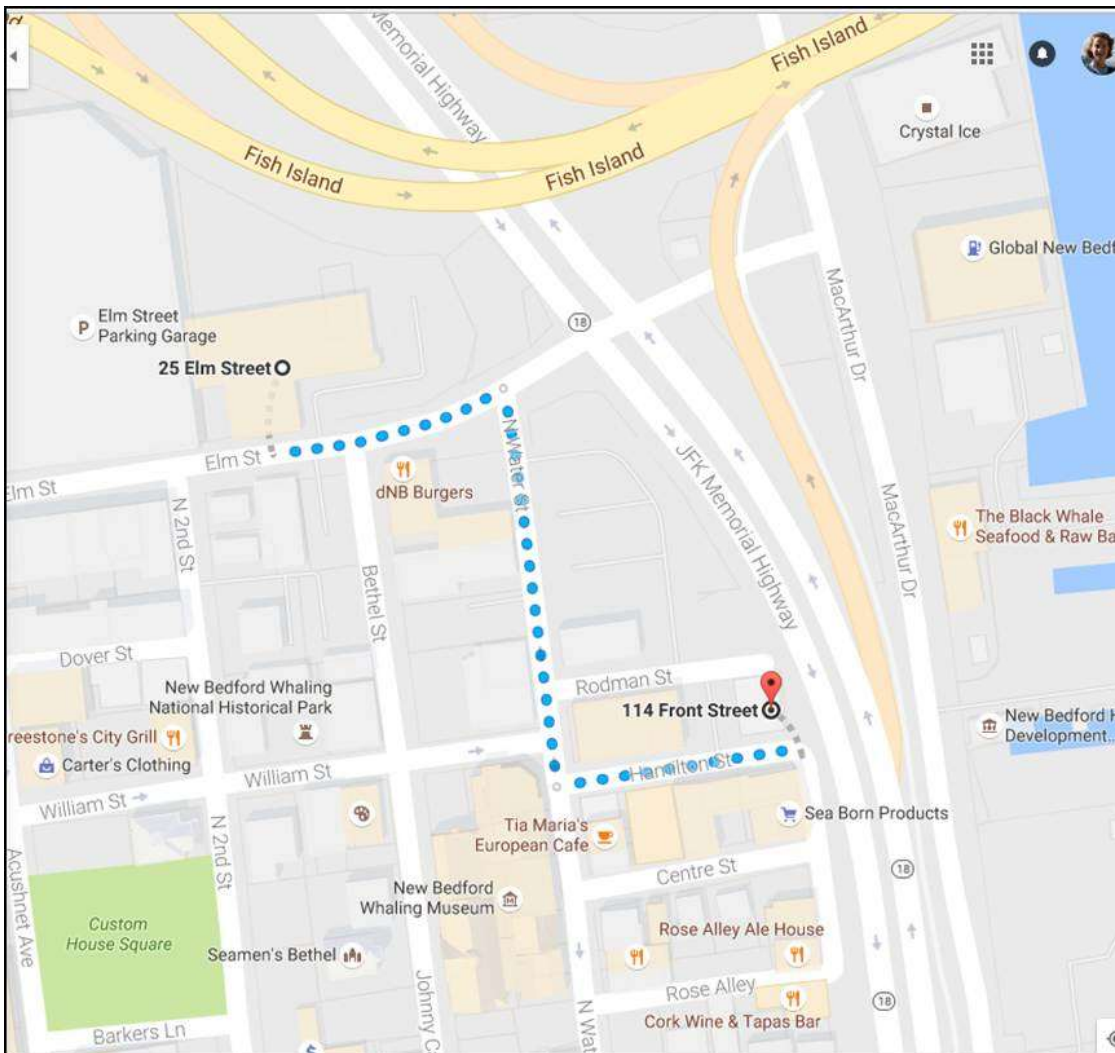 rd
Memorial Highway
Fish Island
Crystal Ice
Fish Island
Fish Island
Global New Bedf
MacArthur Dr
Elm Street
Parking Garage
18
25 Elm Street
N Water St
Elm St
Elm St
dNB Burgers
JFK Memorial Highway
MacArthur Dr
The Black Whale
Seafood & Raw Ba
N 2nd St
Bethel St
Dover St
New Bedford Whaling
National Historical Park
Rodman St
114 Front Street
New Bedford H
Development...
reestone's City Grill
Carter's Clothing
William St
Hamilton St
William St
Sea Born Products
Tia Maria's
European Cafe
N 2nd St
Acushnet Ave
Centre St
18
New Bedford
Whaling Museum
Custom
House Square
Seamen's Bethel
Rose Alley Ale House
Johnny C
N Wat
Rose Alley
18
Cork Wine & Tapas Bar
Barkers Ln